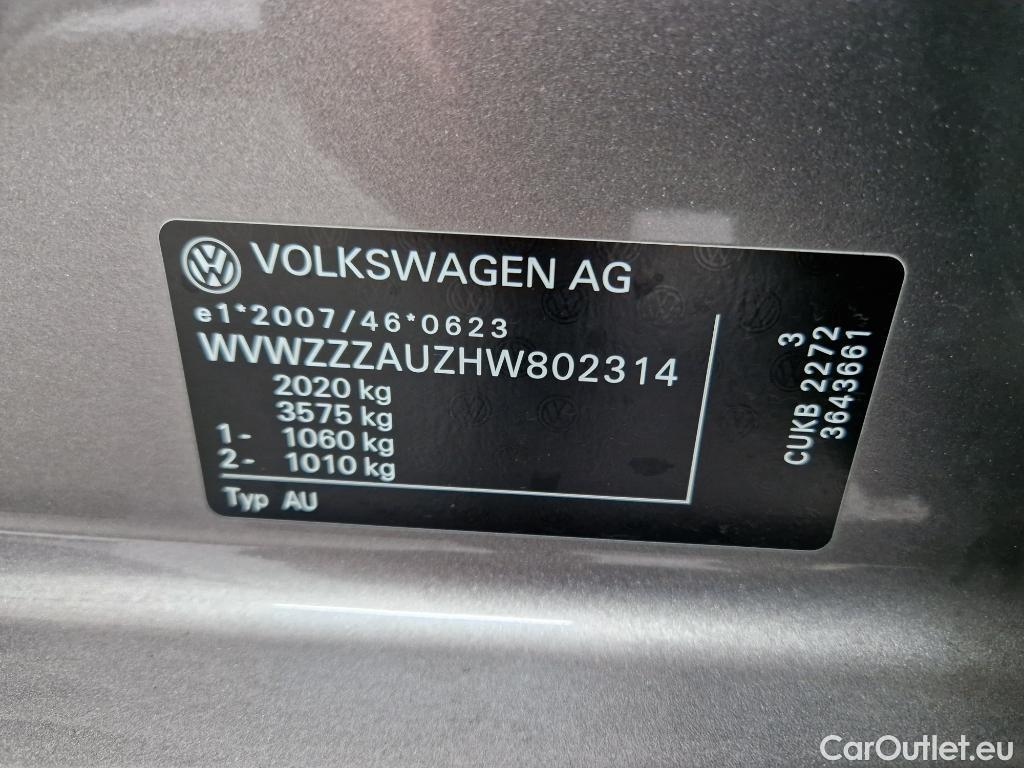 VOLKSWAGEN AG
e1*2007/46*0623
WVWZZZAUZHW802314
2020 kg
3575 kg
1- 1060 kg
2- 1010 kg
Typ AU
3
CUKB 2272
3643661
CarOutlet.eu